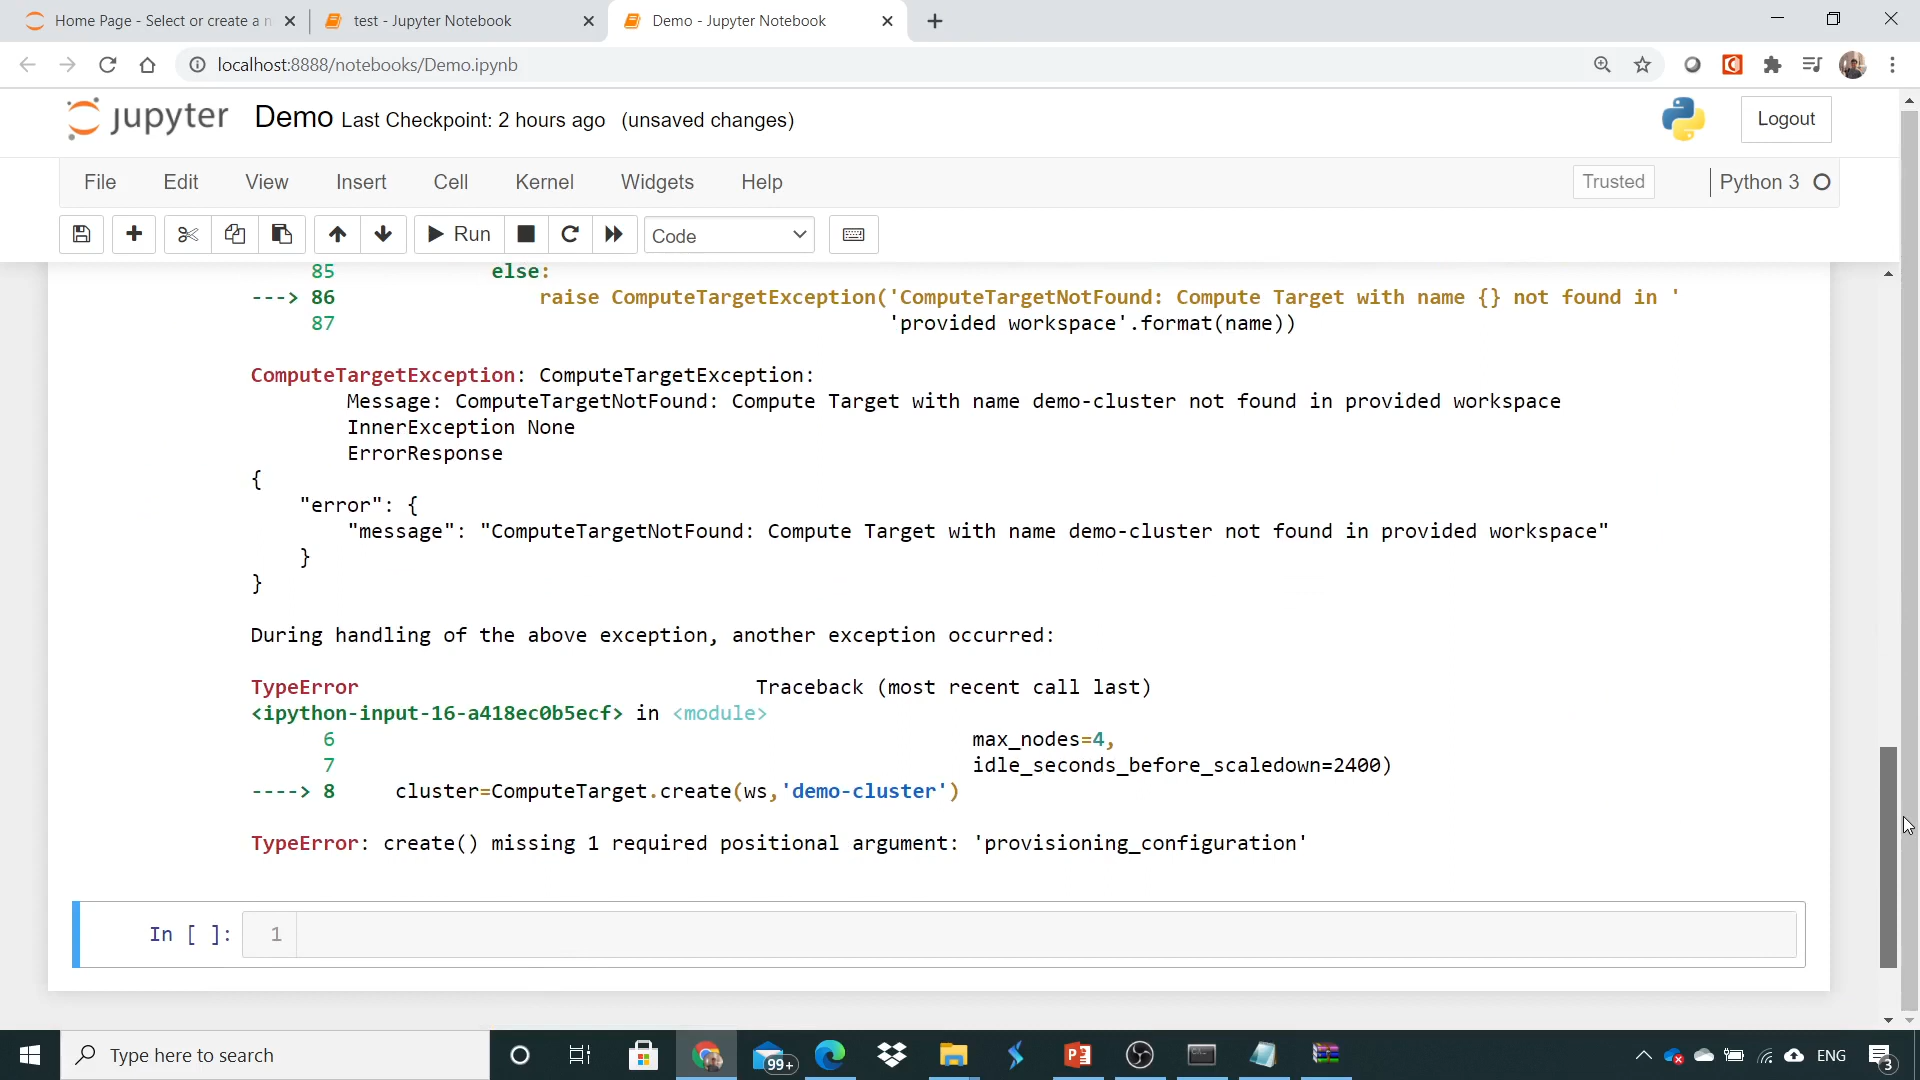 Home Page - Select or create a n
test - Jupyter Notebook
Demo - Jupyter Notebook
localhost:8888/notebooks/Demo.ipynb
jupyter Demo Last Checkpoint: 2 hours ago (unsaved changes)
Logout
File Edit View Insert Cell Kernel Widgets Help
Trusted
Python 3
Run
Code
85 else:
---> 86 raise ComputeTargetException('ComputeTargetNotFound: Compute Target with name {} not found in '
87 'provided workspace'.format(name))
ComputeTargetException: ComputeTargetException:
Message: ComputeTargetNotFound: Compute Target with name demo-cluster not found in provided workspace
InnerException None
ErrorResponse
{
"error": {
"message": "ComputeTargetNotFound: Compute Target with name demo-cluster not found in provided workspace"
}
}
During handling of the above exception, another exception occurred:
TypeError Traceback (most recent call last)
<ipython-input-16-a418ec0b5ecf> in <module>
6 max_nodes=4,
7 idle_seconds_before_scaledown=2400)
----> 8 cluster=ComputeTarget.create(ws,'demo-cluster')
TypeError: create() missing 1 required positional argument: 'provisioning_configuration'
In [ ]: 1
Type here to search
99+
ENG
3